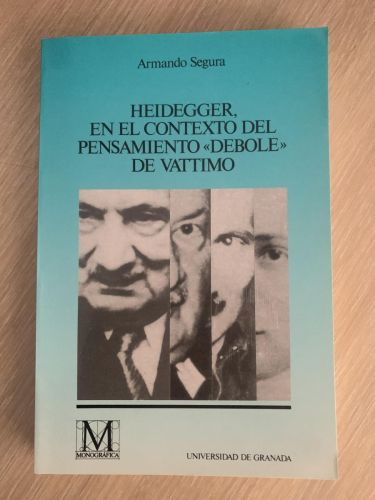 Armando Segura
HEIDEGGER,
EN EL CONTEXTO DEL
PENSAMIENTO «DEBOLE»
DE VATTIMO
M
MONOGRÁFICA
UNIVERSIDAD DE GRANADA